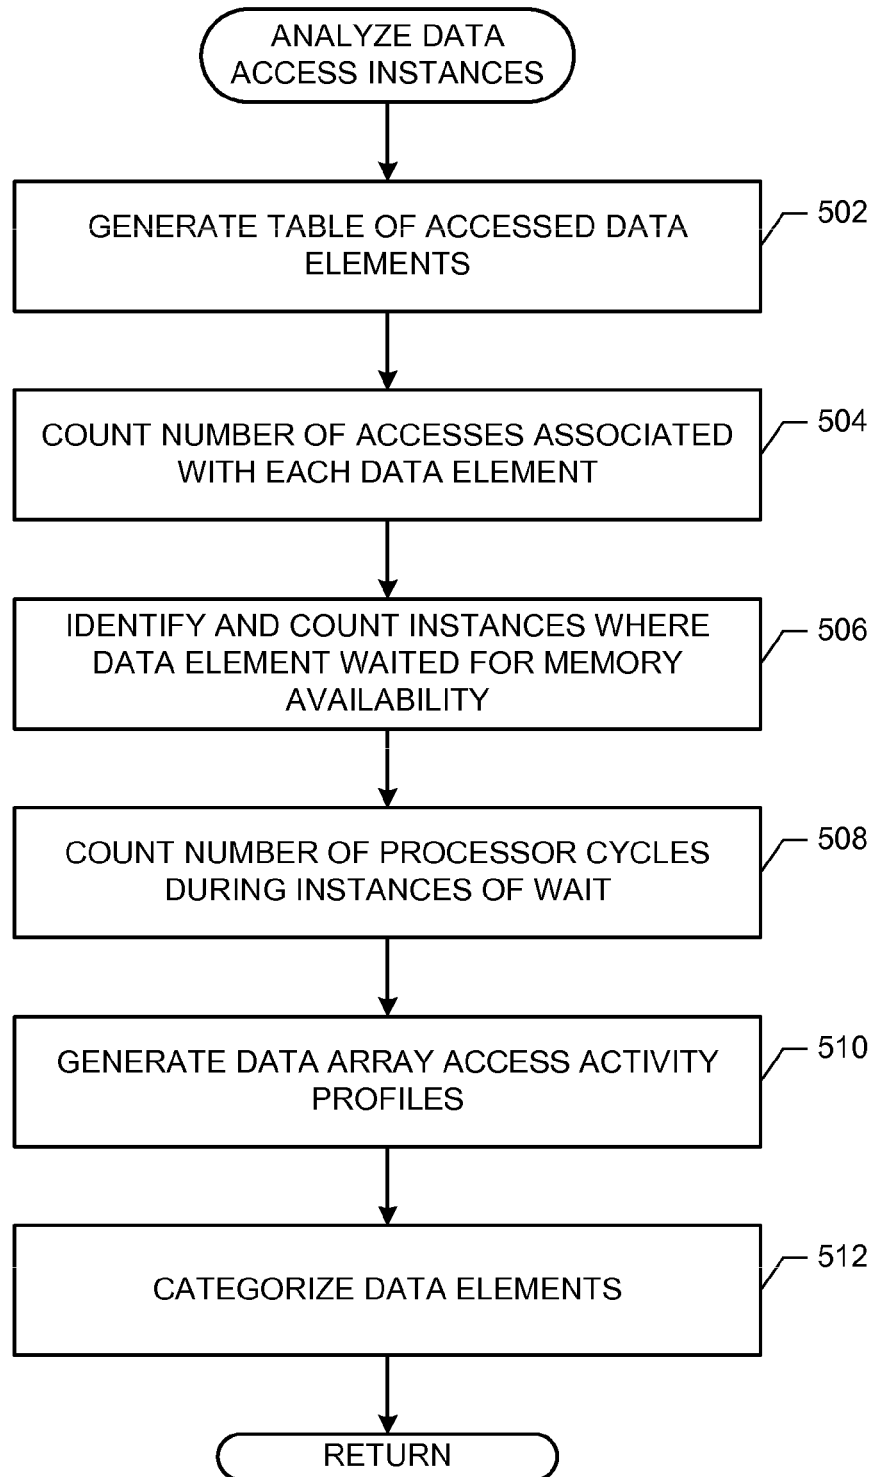 ANALYZE DATA
ACCESS INSTANCES
GENERATE TABLE OF ACCESSED DATA
ELEMENTS
502
COUNT NUMBER OF ACCESSES ASSOCIATED
WITH EACH DATA ELEMENT
504
IDENTIFY AND COUNT INSTANCES WHERE
DATA ELEMENT WAITED FOR MEMORY
AVAILABILITY
506
COUNT NUMBER OF PROCESSOR CYCLES
DURING INSTANCES OF WAIT
508
GENERATE DATA ARRAY ACCESS ACTIVITY
PROFILES
510
CATEGORIZE DATA ELEMENTS
512
RETURN